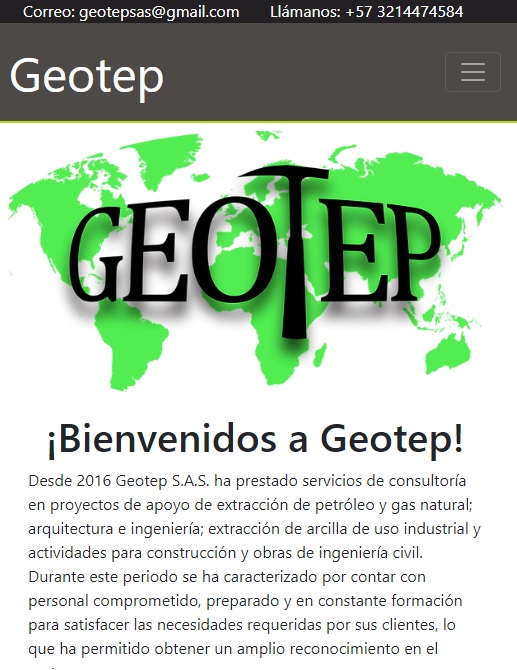 Correo: geotepsas@gmail.com Llámanos: +57 3214474584
Geotep
GEOTEP
¡Bienvenidos a Geotep!
Desde 2016 Geotep S.A.S. ha prestado servicios de consultoría
en proyectos de apoyo de extracción de petróleo y gas natural;
arquitectura e ingeniería; extracción de arcilla de uso industrial y
actividades para construcción y obras de ingeniería civil.
Durante este periodo se ha caracterizado por contar con
personal comprometido, preparado y en constante formación
para satisfacer las necesidades requeridas por sus clientes, lo
que ha permitido obtener un amplio reconocimiento en el